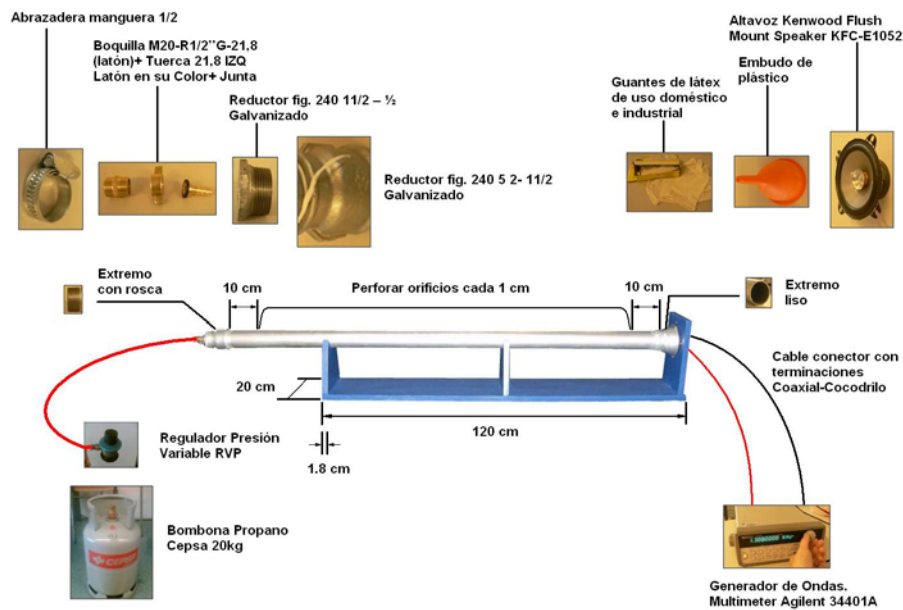 Abrazadera manguera 1/2
Boquilla M20-R1/2"G-21,8
(latón)+ Tuerca 21,8 IZQ
Latón en su Color+ Junta
Reductor fig. 240 11/2 – ½
Galvanizado
Reductor fig. 240 5 2- 11/2
Galvanizado
Guantes de látex
de uso doméstico
e industrial
Embudo de
plástico
Altavoz Kenwood Flush
Mount Speaker KFC-E1052
Extremo
con rosca
10 cm
Perforar orificios cada 1 cm
10 cm
Extremo
liso
20 cm
120 cm
1.8 cm
Cable conector con
terminaciones
Coaxial-Cocodrilo
Regulador Presión
Variable RVP
Bombona Propano
Cepsa 20kg
CEPSA
Generador de Ondas.
Multimeter Agilent 34401A